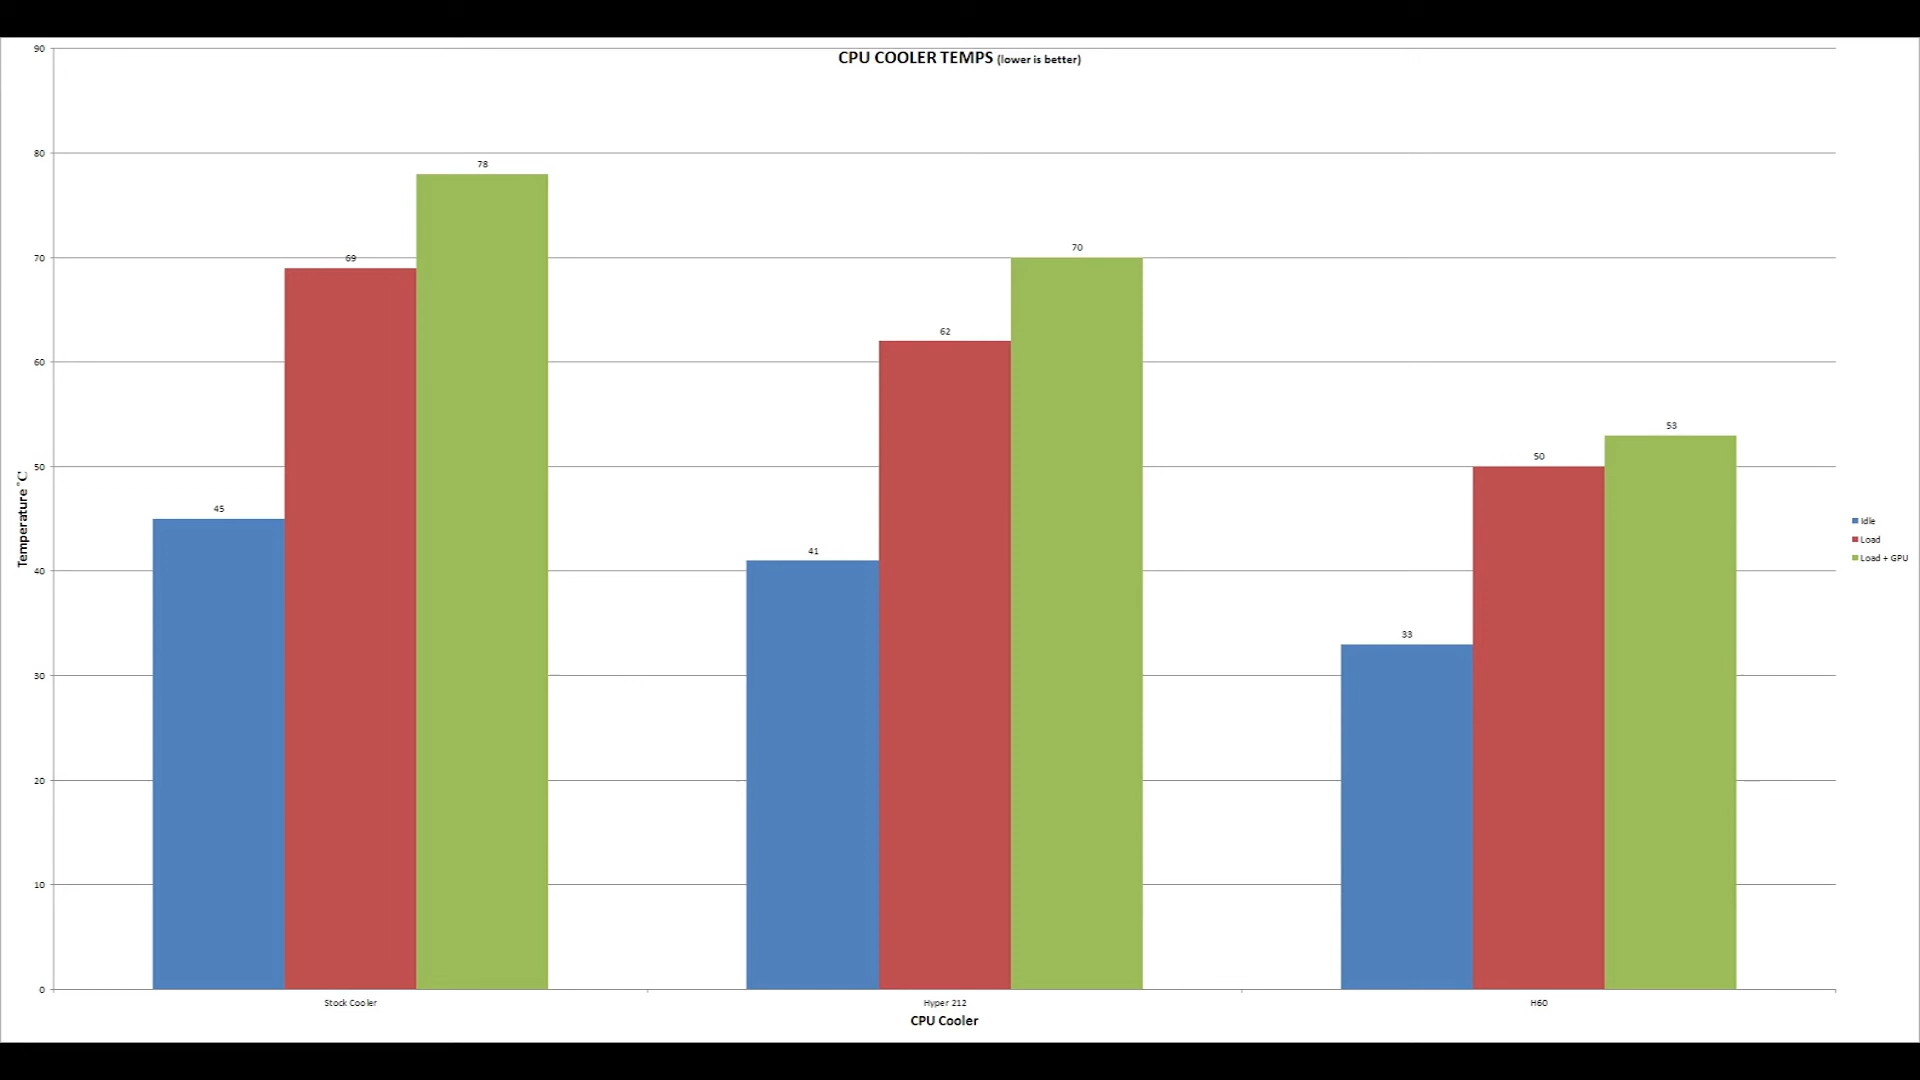 CPU COOLER TEMPS (lower is better)
90
80
70
60
50
40
30
20
10
0
Temperature °C
45
69
78
41
62
70
33
50
53
Idle
Load
Load + GPU
Stock Cooler
Hyper 212
H60
CPU Cooler